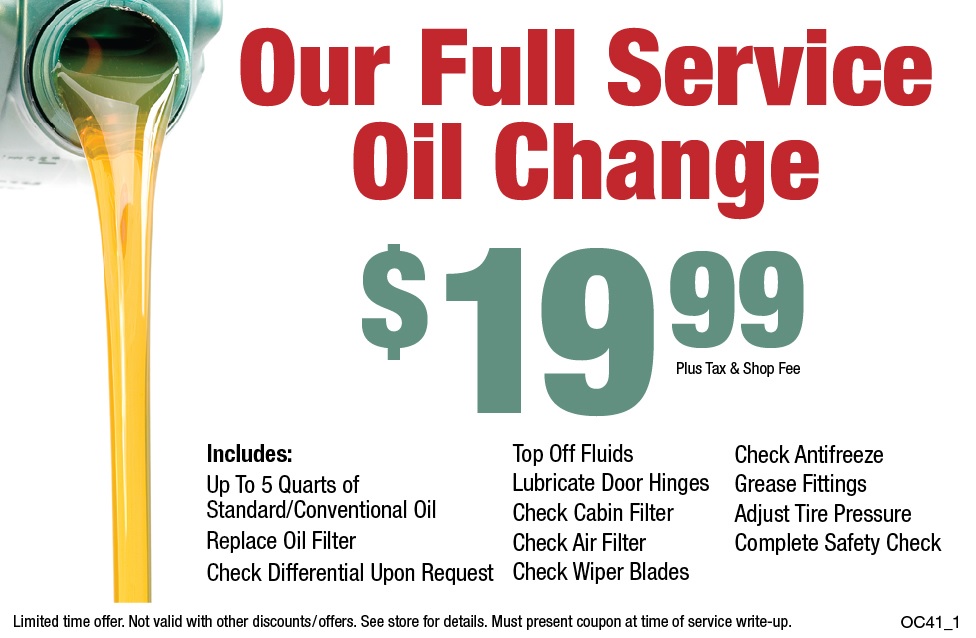 Our Full Service
Oil Change
$19.99
Plus Tax & Shop Fee
Includes:
Up To 5 Quarts of
Standard/Conventional Oil
Replace Oil Filter
Check Differential Upon Request
Top Off Fluids
Lubricate Door Hinges
Check Cabin Filter
Check Air Filter
Check Wiper Blades
Check Antifreeze
Grease Fittings
Adjust Tire Pressure
Complete Safety Check
Limited time offer. Not valid with other discounts/offers. See store for details. Must present coupon at time of service write-up.
OC41_1